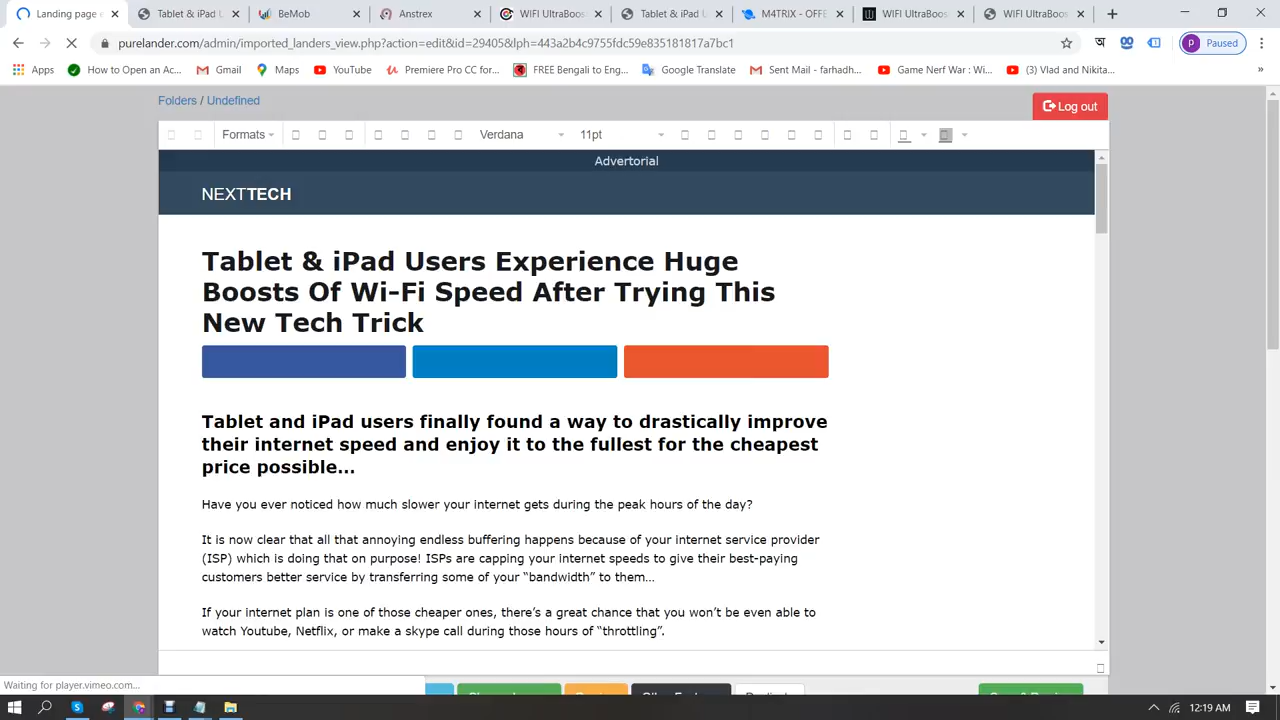 Landing page e
Tablet & iPad U
BeMob
Anstrex
WIFI UltraBoos
Tablet & iPad U
M4TRIX - OFFE
WIFI UltraBoos
WIFI UltraBoos
purelander.com/admin/imported_landers_view.php?action=edit&id=29405&lph=443a2b4c9755fdc59e835181817a7bc1
Paused
Apps
How to Open an Ac...
Gmail
Maps
YouTube
Premiere Pro CC for...
FREE Bengali to Eng...
Google Translate
Sent Mail - farhadh...
Game Nerf War : Wi...
(3) Vlad and Nikita...
Folders / Undefined
Log out
Formats
Verdana
11pt
Advertorial
NEXTTECH
Tablet & iPad Users Experience Huge
Boosts Of Wi-Fi Speed After Trying This
New Tech Trick
Tablet and iPad users finally found a way to drastically improve
their internet speed and enjoy it to the fullest for the cheapest
price possible...
Have you ever noticed how much slower your internet gets during the peak hours of the day?
It is now clear that all that annoying endless buffering happens because of your internet service provider
(ISP) which is doing that on purpose! ISPs are capping your internet speeds to give their best-paying
customers better service by transferring some of your “bandwidth” to them…
If your internet plan is one of those cheaper ones, there’s a great chance that you won’t be even able to
watch Youtube, Netflix, or make a skype call during those hours of “throttling”.
Waiting for player.vimeo.com...
12:19 AM